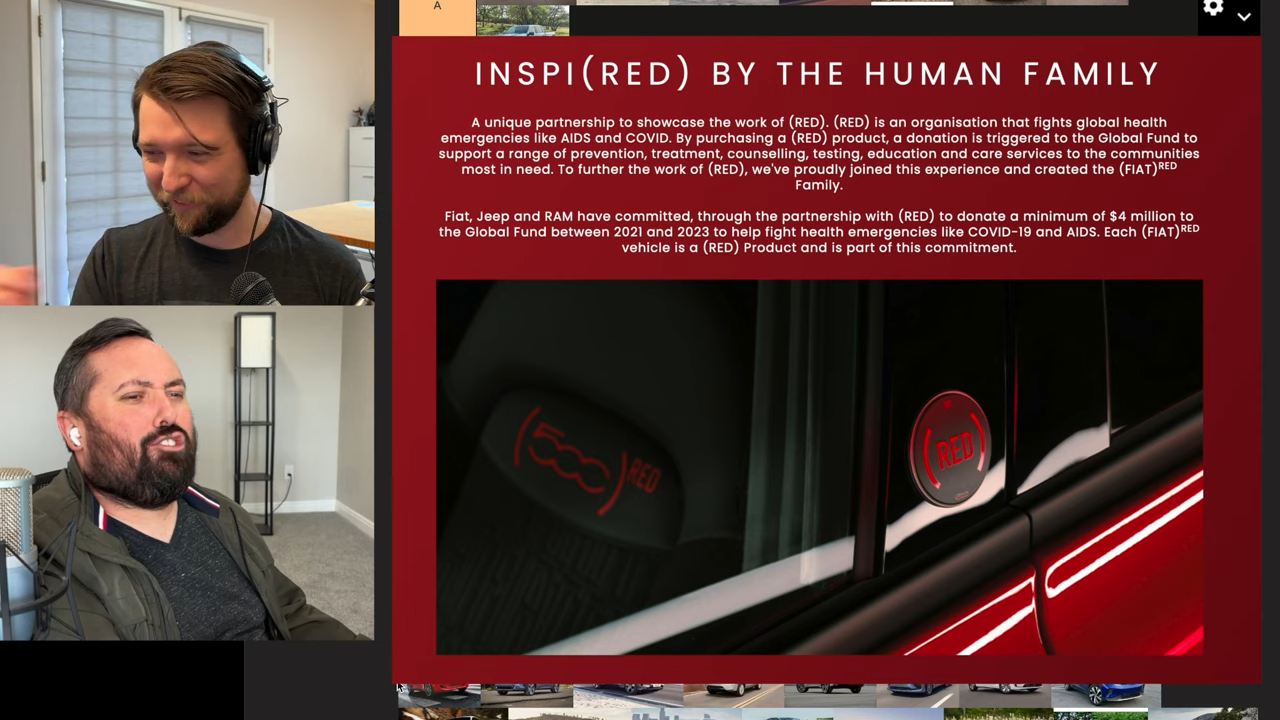 A
INSPI(RED) BY THE HUMAN FAMILY
A unique partnership to showcase the work of (RED). (RED) is an organisation that fights global health
emergencies like AIDS and COVID. By purchasing a (RED) product, a donation is triggered to the Global Fund to
support a range of prevention, treatment, counselling, testing, education and care services to the communities
most in need. To further the work of (RED), we've proudly joined this experience and created the (FIAT)RED
Family.
Fiat, Jeep and RAM have committed, through the partnership with (RED) to donate a minimum of $4 million to
the Global Fund between 2021 and 2023 to help fight health emergencies like COVID-19 and AIDS. Each (FIAT)RED
vehicle is a (RED) Product and is part of this commitment.
(500)RED
(RED)